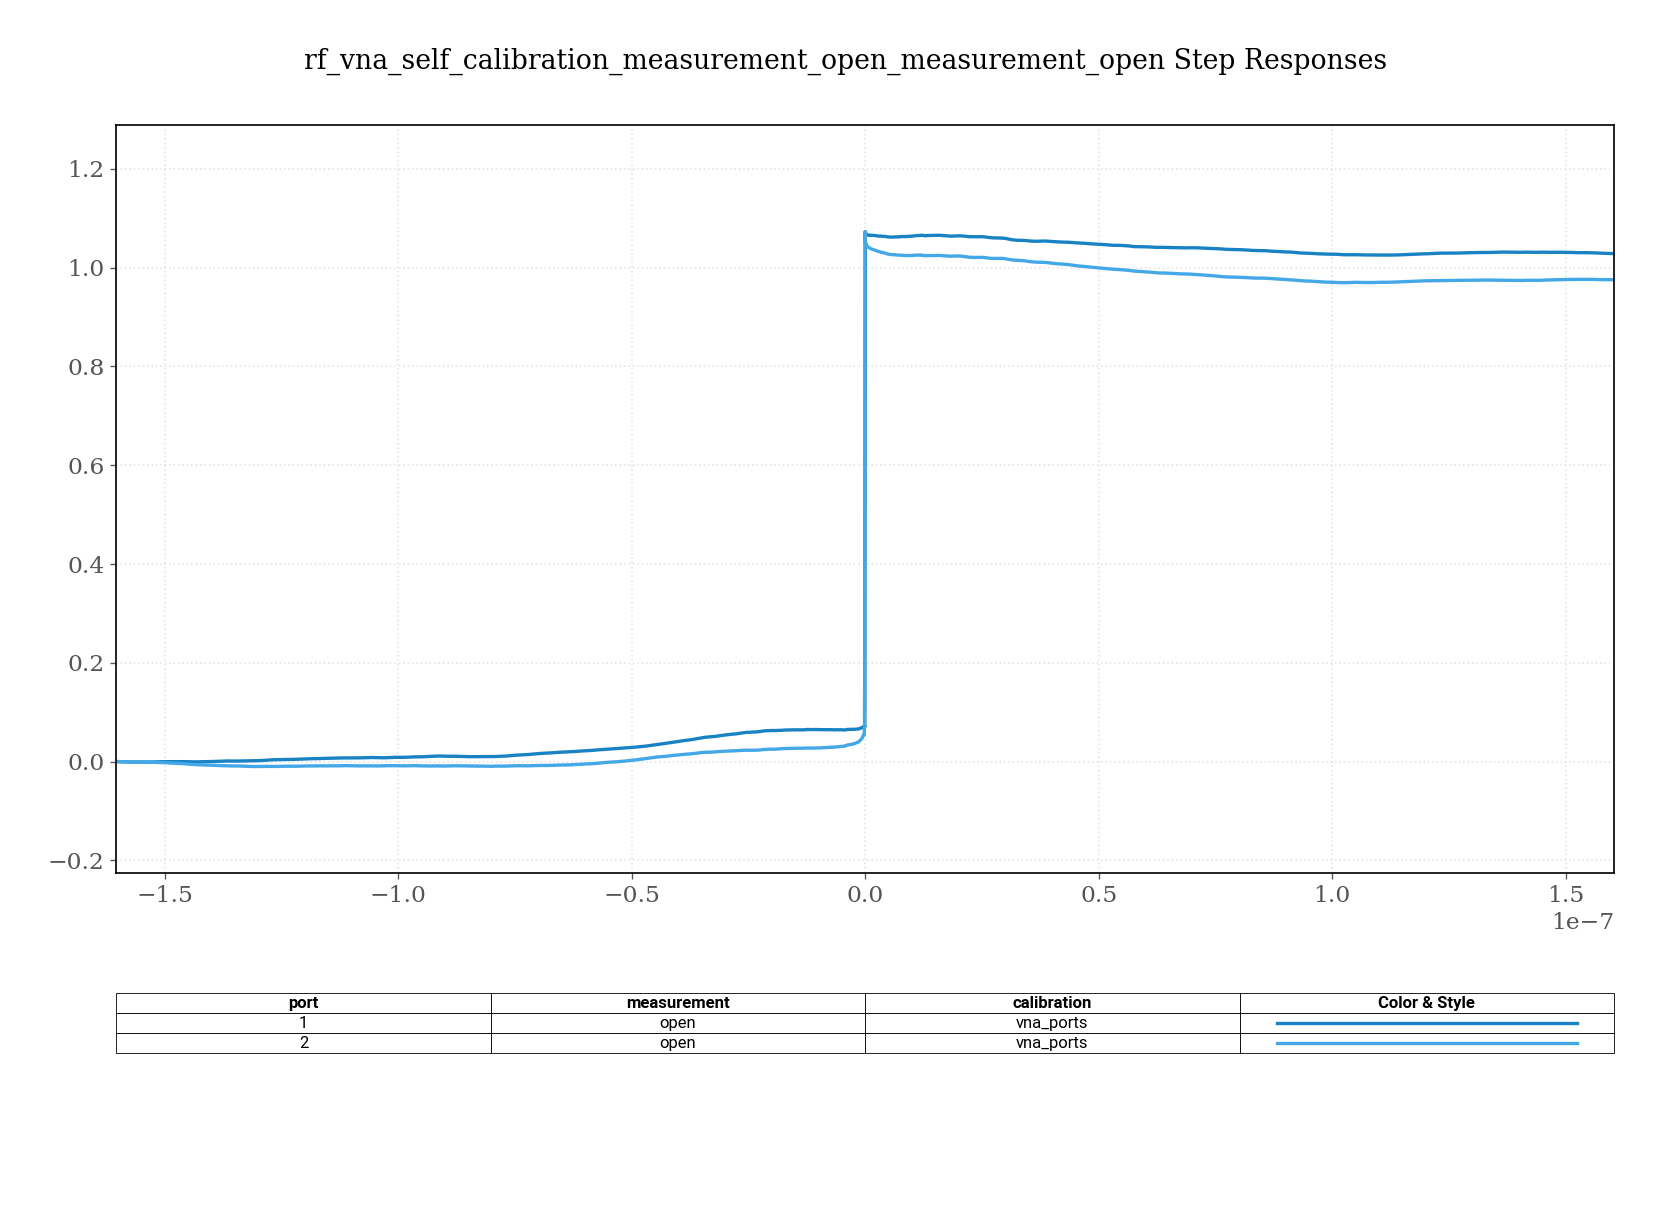 rf_vna_self_calibration_measurement_open_measurement_open Step Responses
1.2
1.0
0.8
0.6
0.4
0.2
0.0
−0.2
−1.5 −1.0 −0.5 0.0 0.5 1.0 1.5
1e−7
port measurement calibration Color & Style
1 open vna_ports
2 open vna_ports